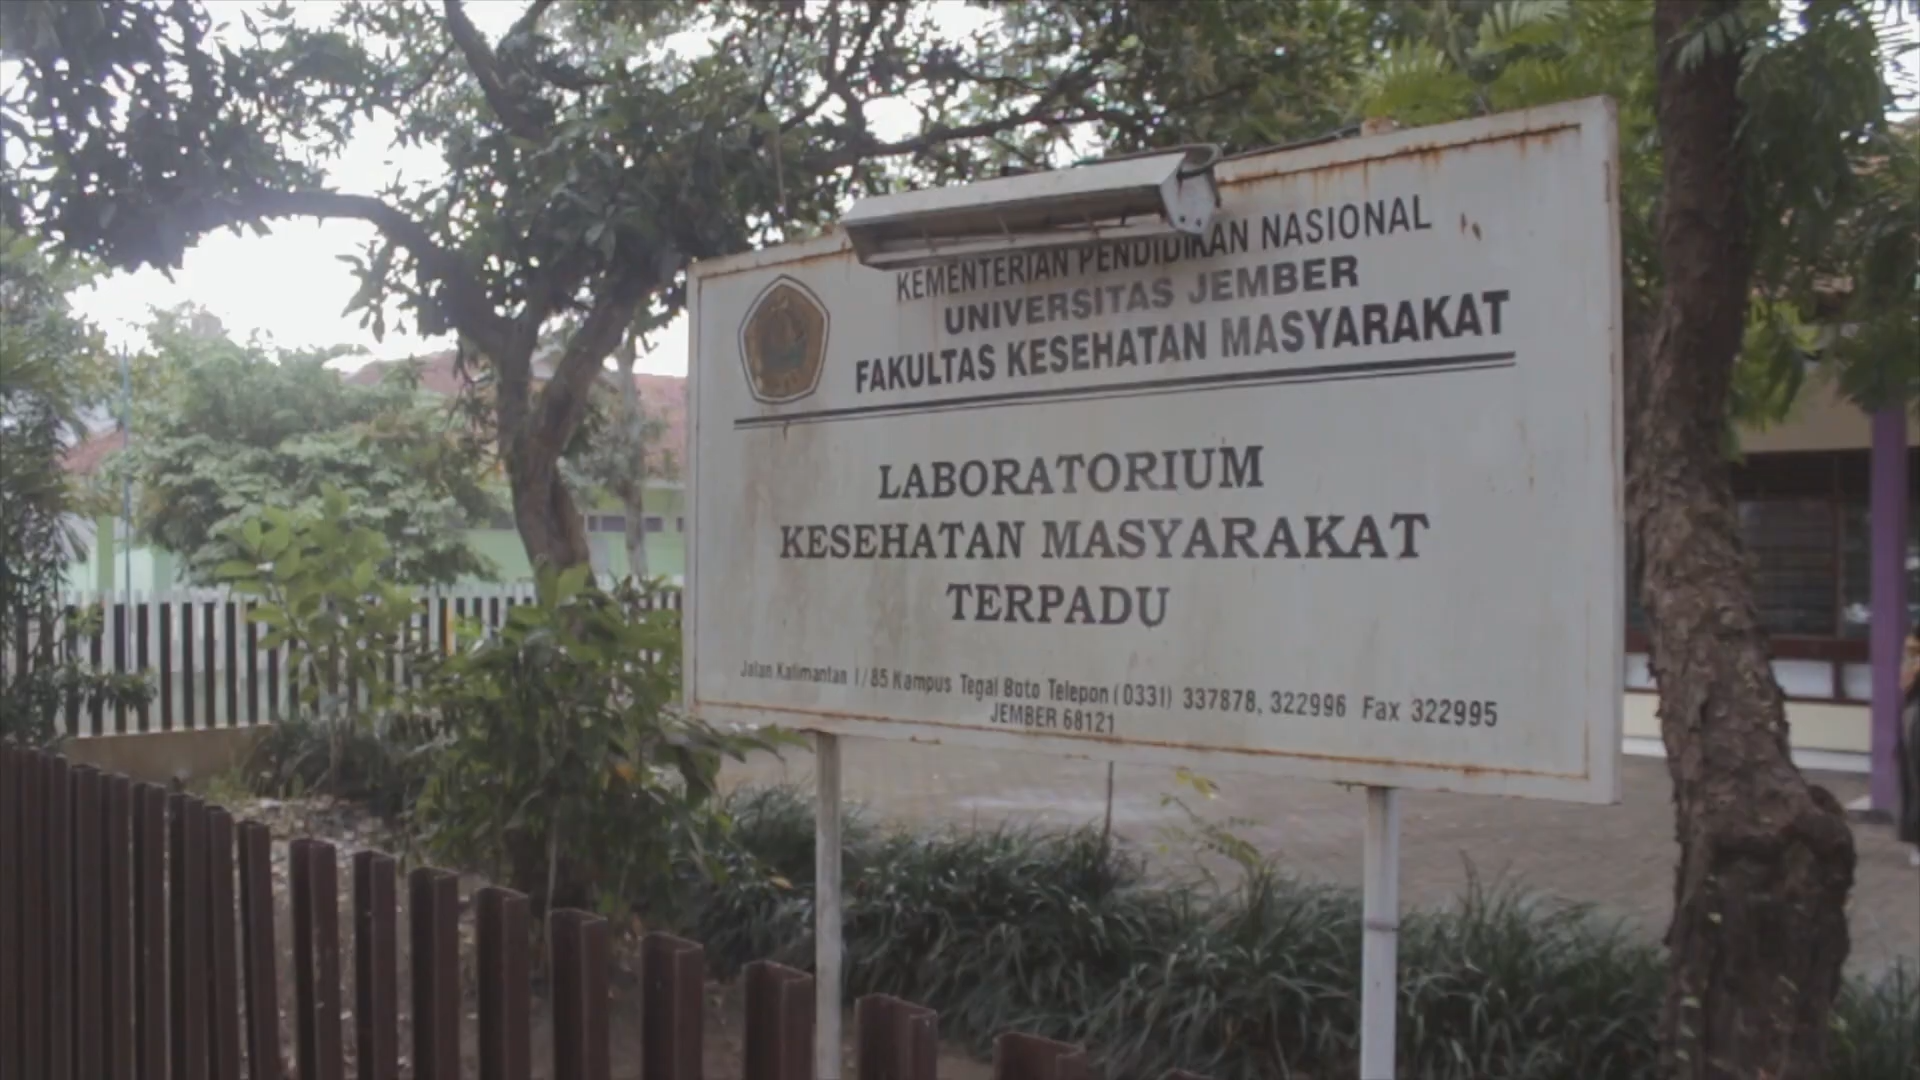 KEMENTERIAN PENDIDIKAN NASIONAL
UNIVERSITAS JEMBER
FAKULTAS KESEHATAN MASYARAKAT
LABORATORIUM
KESEHATAN MASYARAKAT
TERPADU
Jalan Kalimantan I/85 Kampus Tegal Boto Telepon (0331) 337878, 322996 Fax 322995
JEMBER 68121